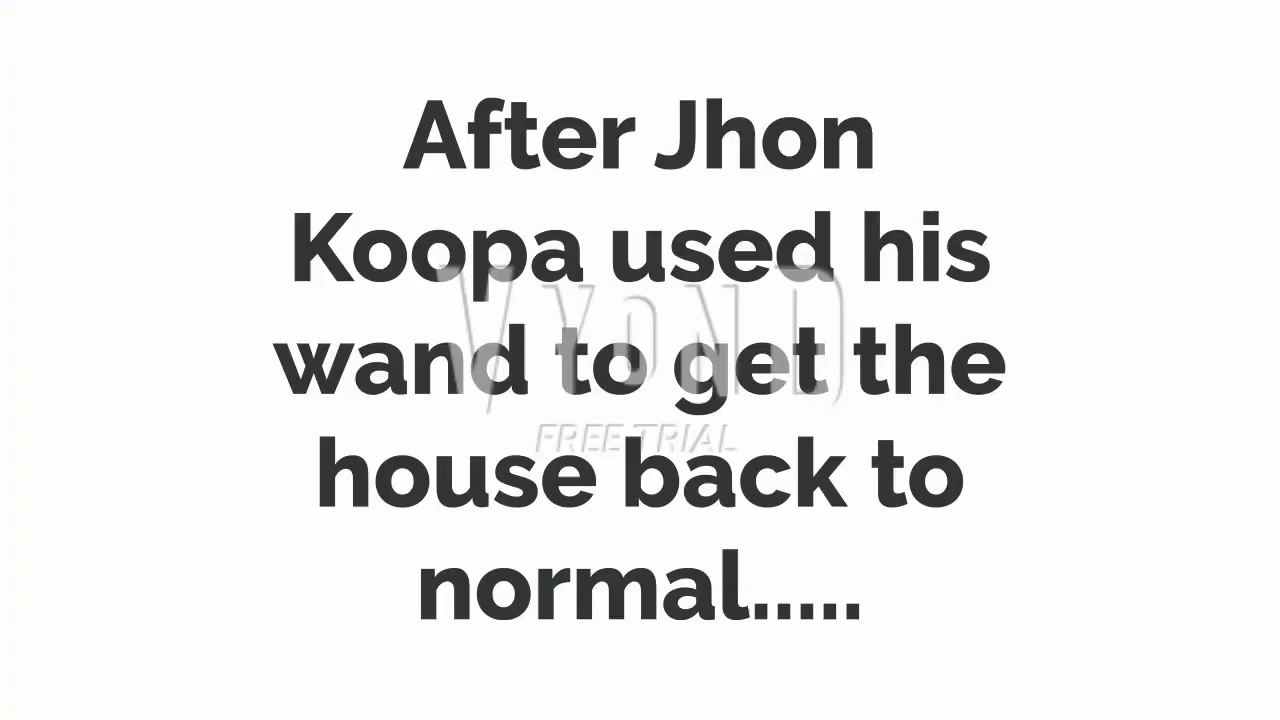 After Jhon
Koopa used his
wand to get the
house back to
normal.....
VYOND
FREE TRIAL